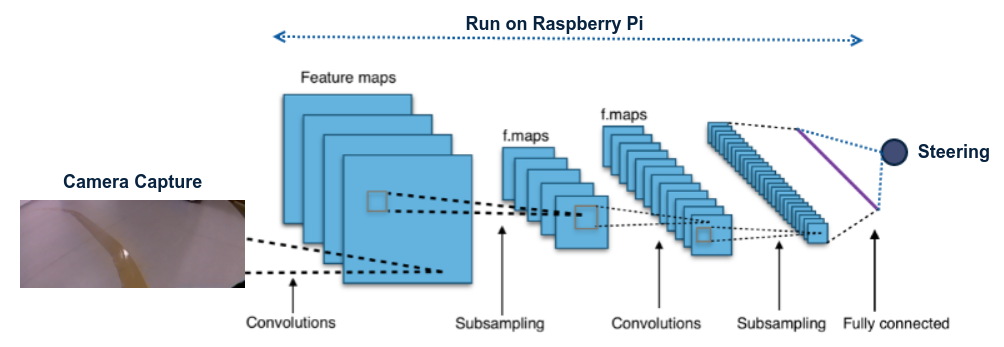 Run on Raspberry Pi
Feature maps
f.maps
f.maps
Camera Capture
Steering
Convolutions
Subsampling
Convolutions
Subsampling
Fully connected